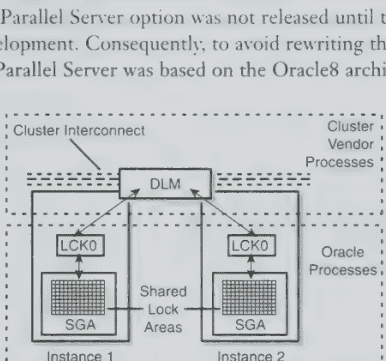 Parallel Server option was not released until
elopment. Consequently, to avoid rewriting
Parallel Server was based on the Oracle8
Cluster Interconnect
Cluster
Vendor
Processes
DLM
LCK0
LCK0
Oracle
Processes
Shared
Lock
Areas
SGA
SGA
Instance 1
Instance 2